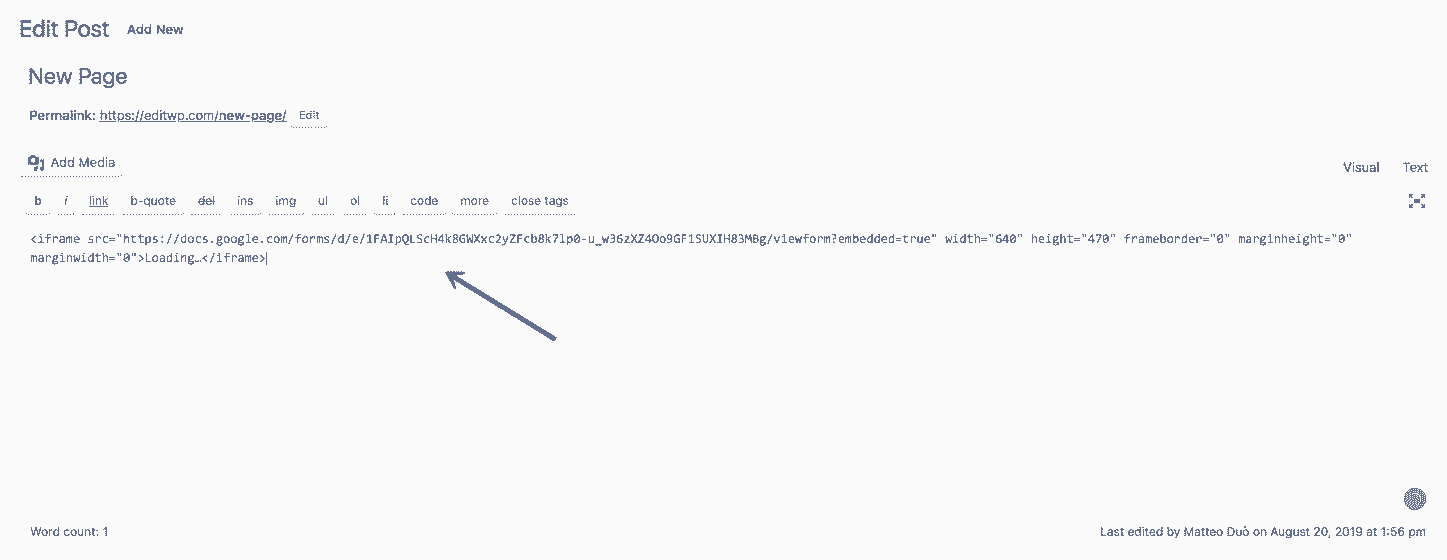 Edit Post Add New
New Page
Permalink: https://editwp.com/new-page/ Edit
Add Media Visual Text
b i link b-quote del ins img ul ol li code more close tags
<iframe src="https://docs.google.com/forms/d/e/1FAIpQLScH4k8GWXxc2yZFcb8k7lp0-u_w36zXZ4Oo9GF1SUXIH83MBg/viewform?embedded=true" width="640" height="470" frameborder="0" marginheight="0"
marginwidth="0">Loading…</iframe>
Word count: 1 Last edited by Matteo Duò on August 20, 2019 at 1:56 pm